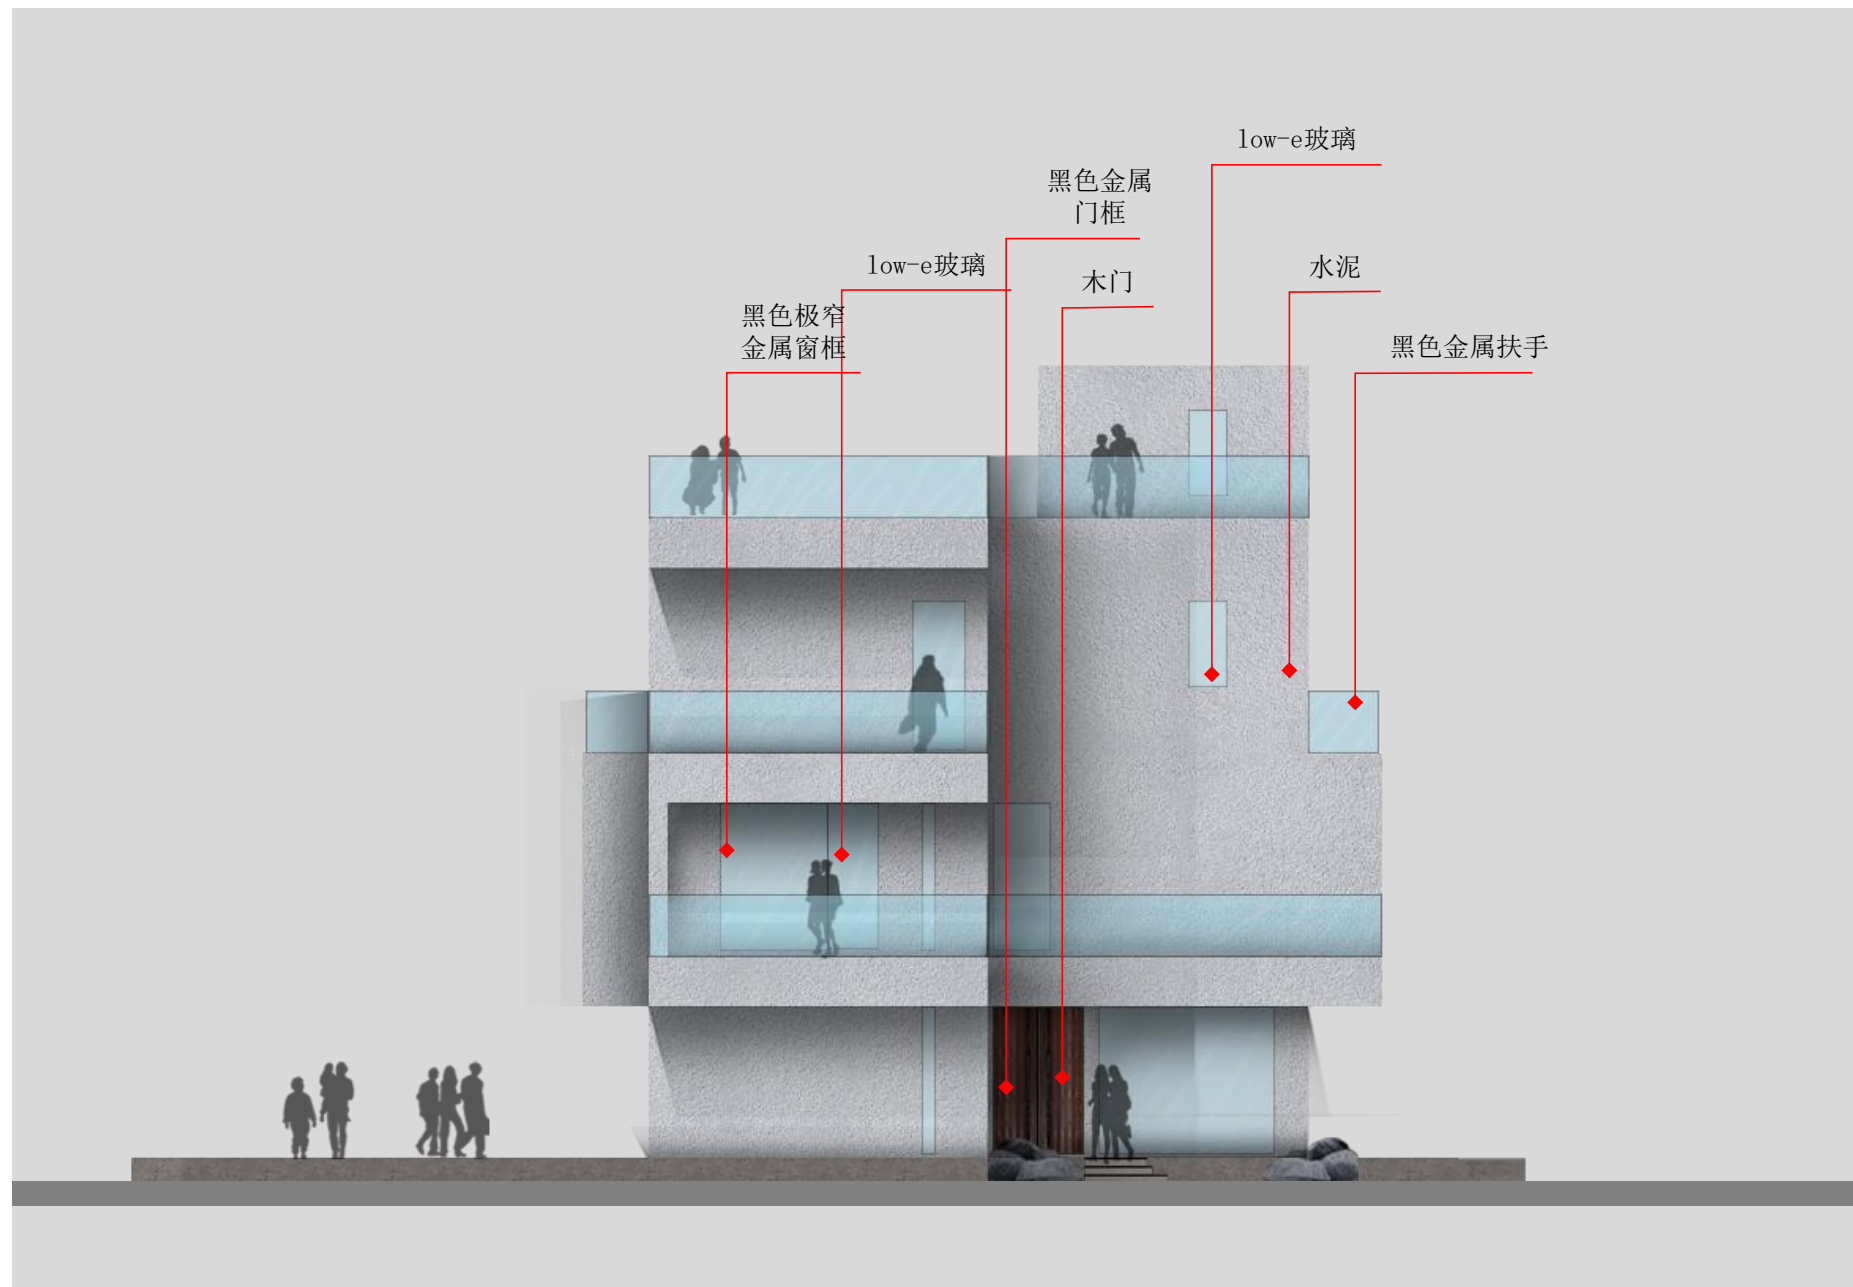 low-e玻璃
黑色金属
门框
low-e玻璃
木门
水泥
黑色极窄
金属窗框
黑色金属扶手